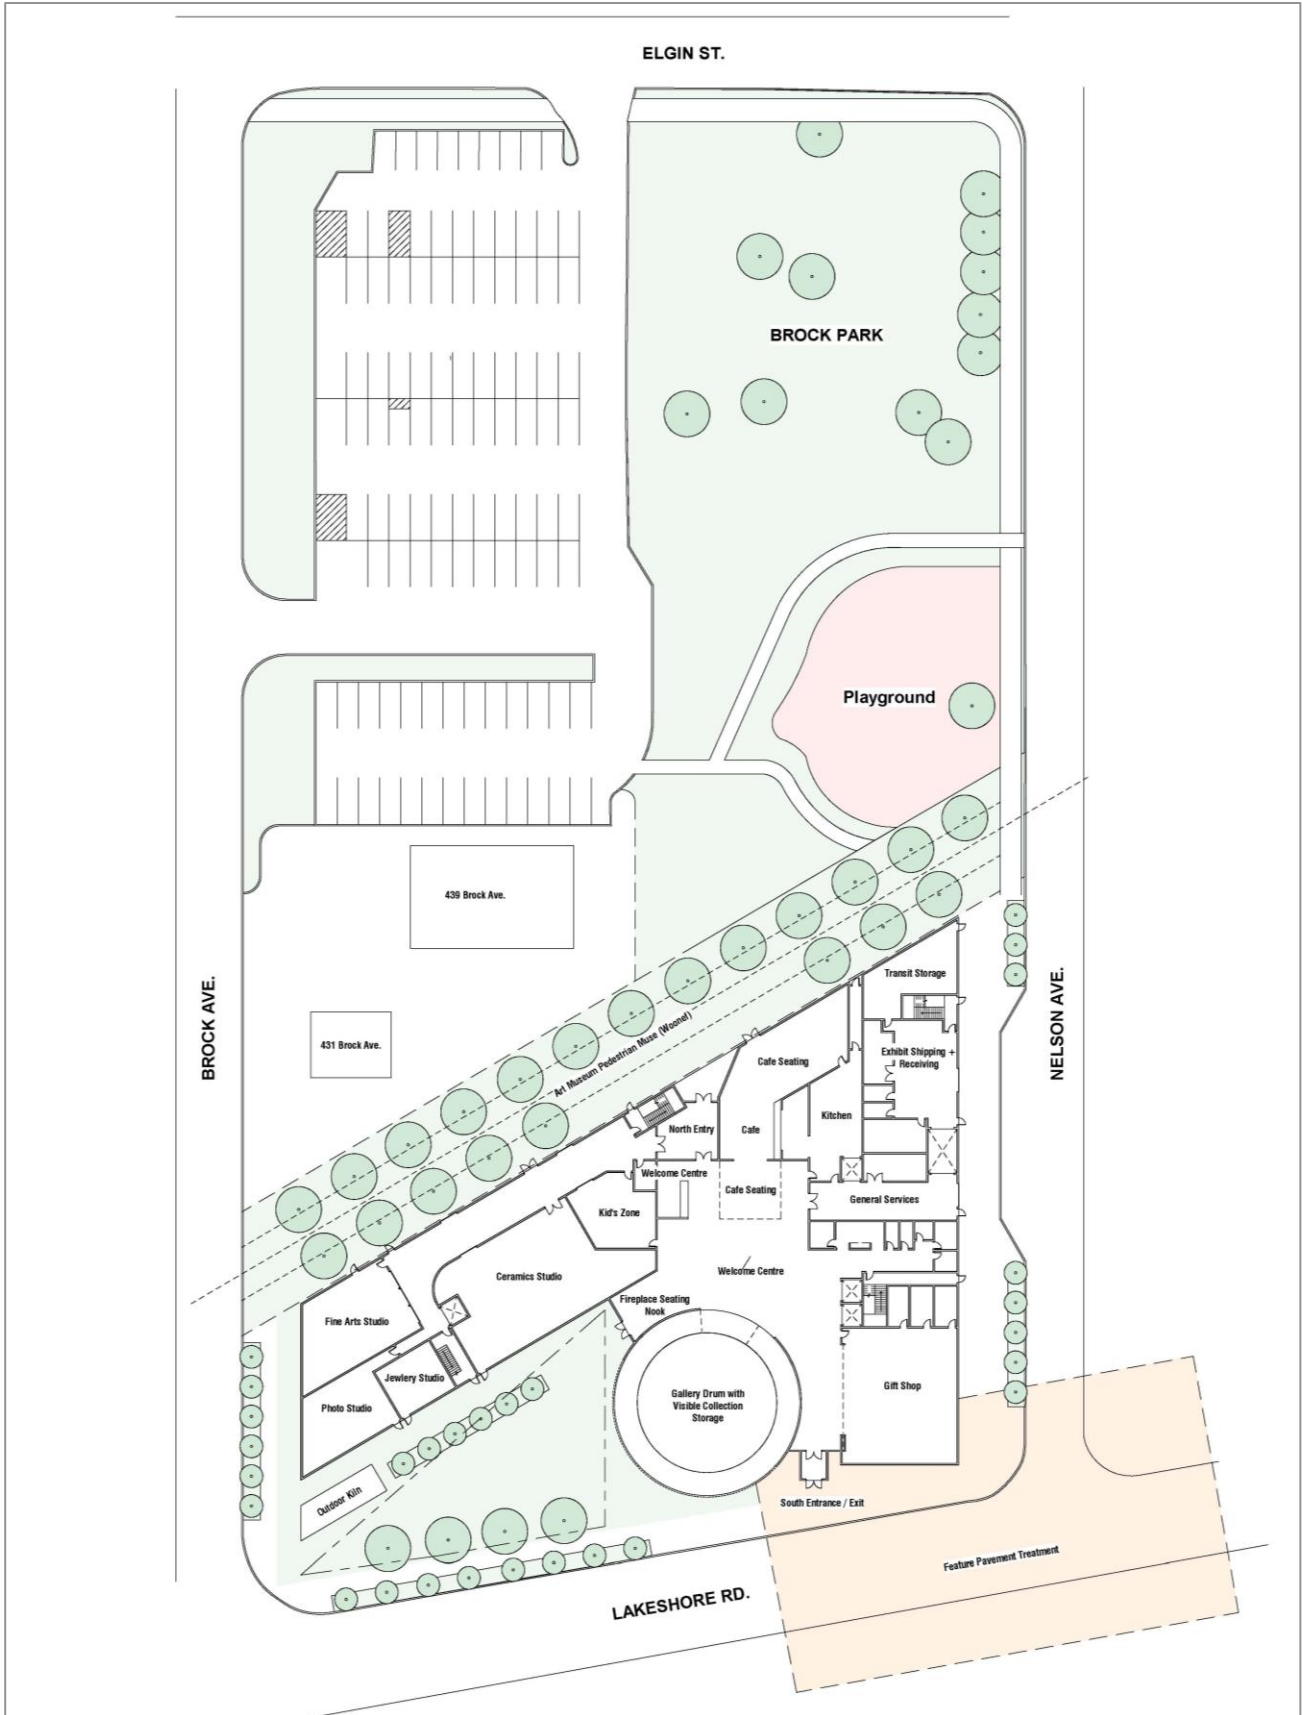 ELGIN ST.
BROCK PARK
Playground
439 Brock Ave.
BROCK AVE.
431 Brock Ave.
NELSON AVE.
Art Museum Pedestrian Muse (Woonef)
Transit Storage
Exhibit Shipping +
Receiving
Cafe Seating
Kitchen
North Entry
Cafe
Welcome Centre
Cafe Seating
General Services
Kid's Zone
Ceramics Studio
Welcome Centre
Fireplace Seating
Nook
Fine Arts Studio
Jewlery Studio
Photo Studio
Gallery Drum with
Visible Collection
Storage
Gift Shop
Outdoor Kiln
South Entrance / Exit
Feature Pavement Treatment
LAKESHORE RD.